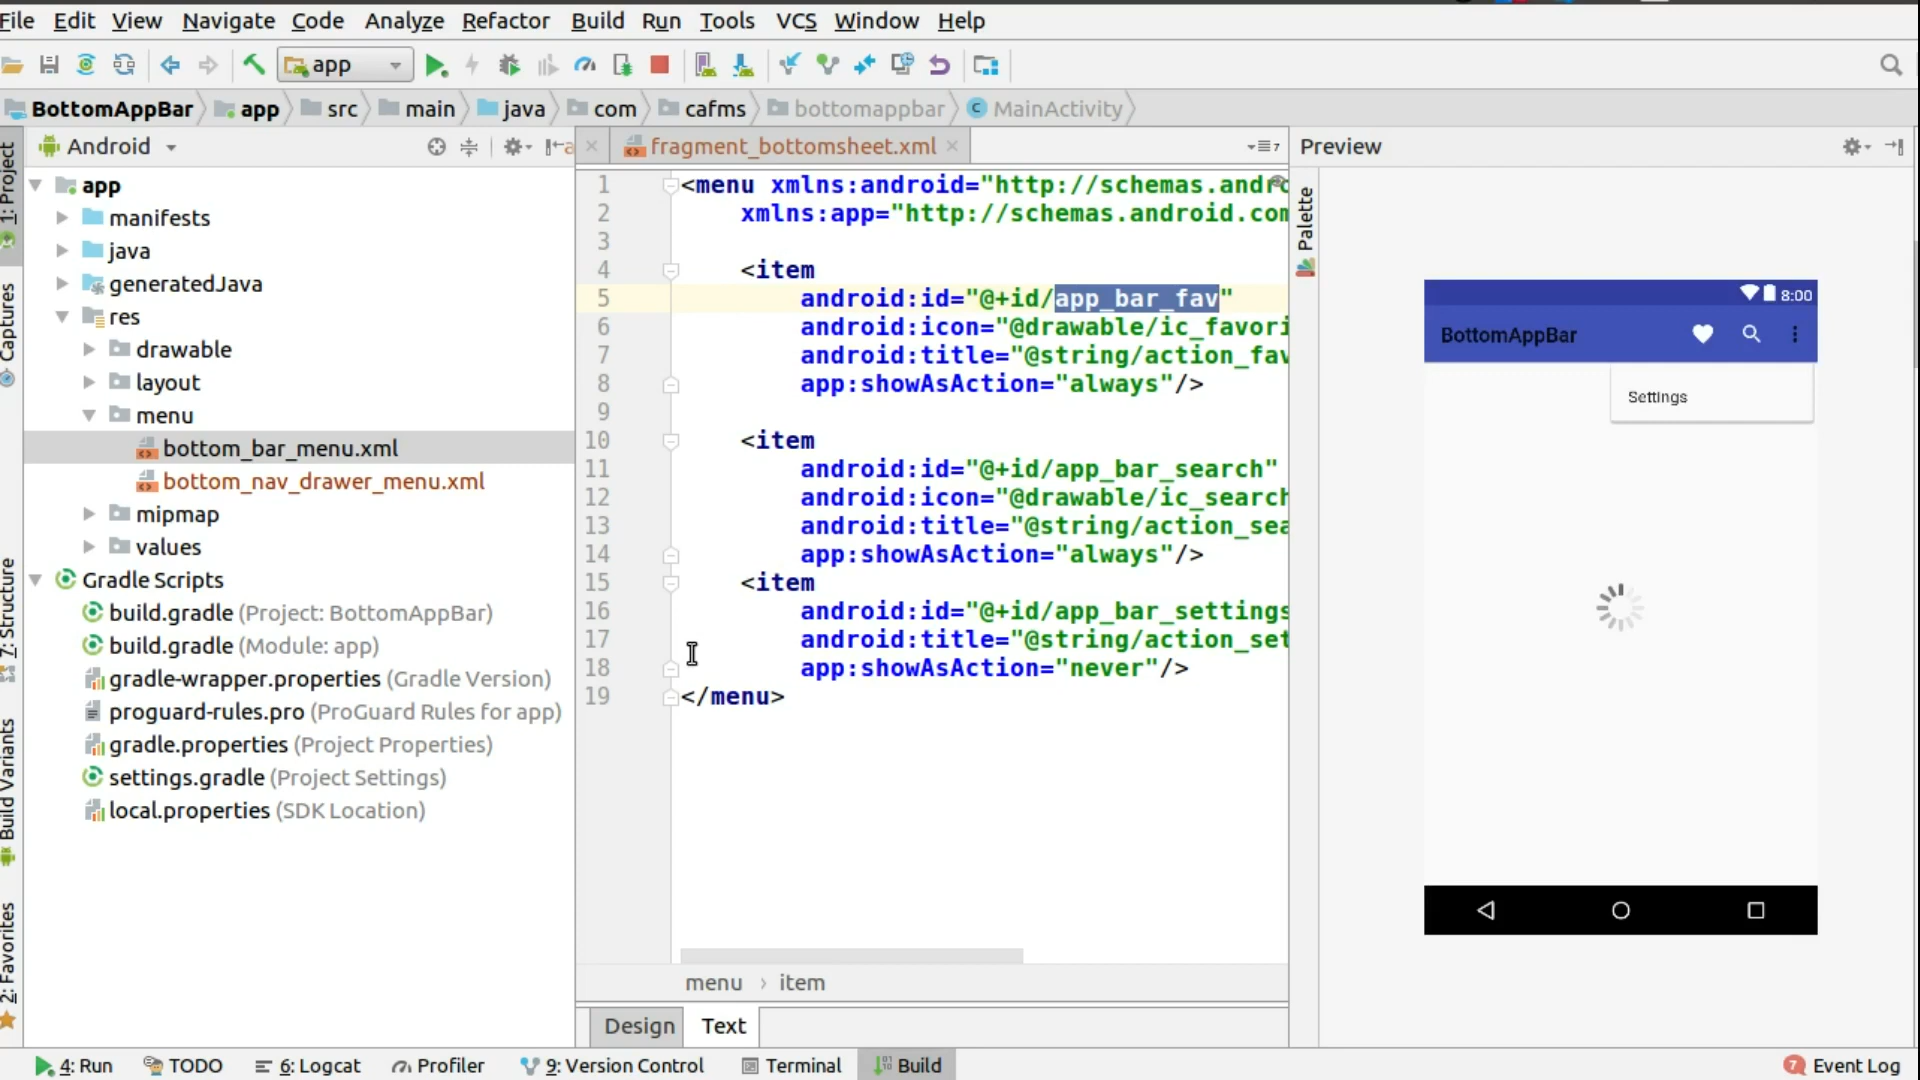 File Edit View Navigate Code Analyze Refactor Build Run Tools VCS Window Help
app
BottomAppBar app src main java com cafms bottomappbar MainActivity
Android
fragment_bottomsheet.xml
7
Preview
1: Project
Captures
7: Structure
Build Variants
2: Favorites
app
manifests
java
generatedJava
res
drawable
layout
menu
bottom_bar_menu.xml
bottom_nav_drawer_menu.xml
mipmap
values
Gradle Scripts
build.gradle (Project: BottomAppBar)
build.gradle (Module: app)
gradle-wrapper.properties (Gradle Version)
proguard-rules.pro (ProGuard Rules for app)
gradle.properties (Project Properties)
settings.gradle (Project Settings)
local.properties (SDK Location)
1 <menu xmlns:android="http://schemas.andro
2 xmlns:app="http://schemas.android.com
3
4 <item
5 android:id="@+id/app_bar_fav"
6 android:icon="@drawable/ic_favori
7 android:title="@string/action_fav
8 app:showAsAction="always"/>
9
10 <item
11 android:id="@+id/app_bar_search"
12 android:icon="@drawable/ic_search
13 android:title="@string/action_sea
14 app:showAsAction="always"/>
15 <item
16 android:id="@+id/app_bar_settings
17 android:title="@string/action_set
18 app:showAsAction="never"/>
19 </menu>
menu › item
Design Text
Palette
8:00
BottomAppBar
Settings
4: Run TODO 6: Logcat Profiler 9: Version Control Terminal Build 7 Event Log